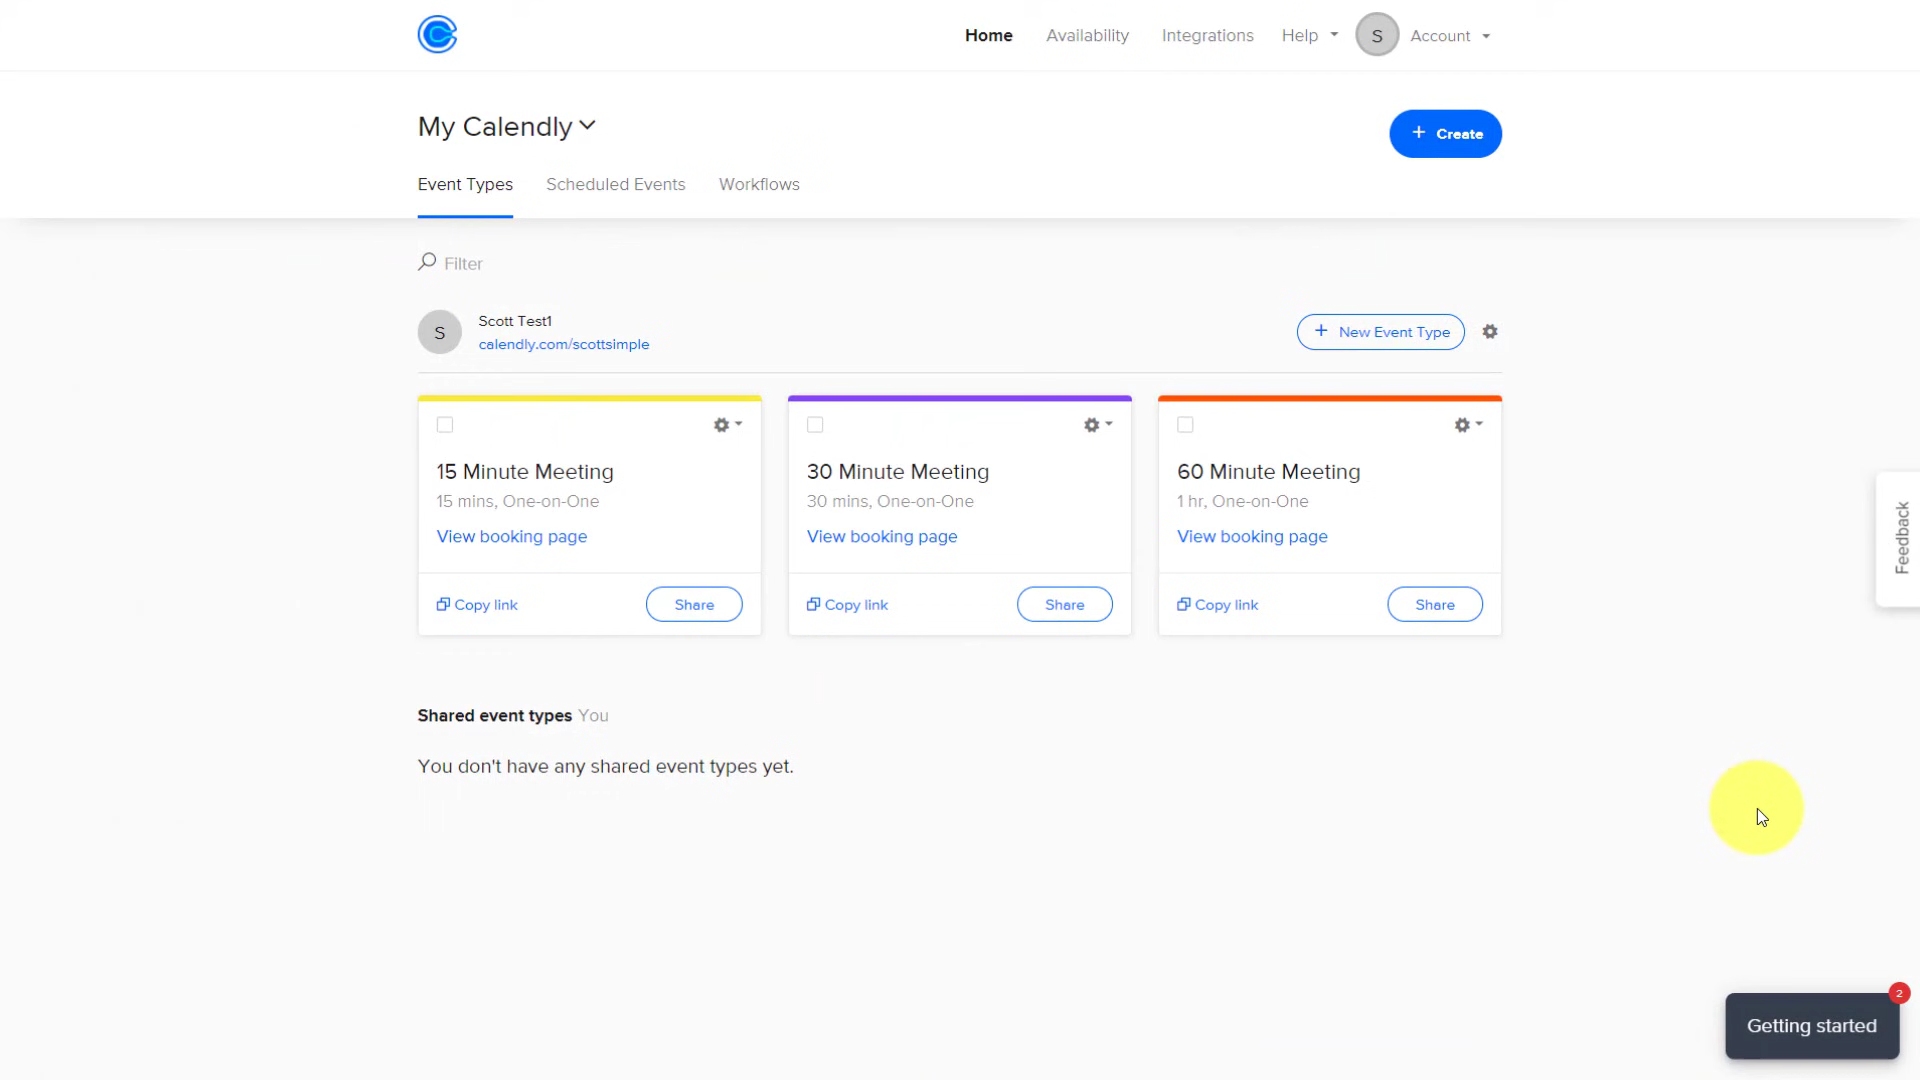 Home Availability Integrations Help S Account
My Calendly
+ Create
Event Types Scheduled Events Workflows
Filter
S
Scott Test1
calendly.com/scottsimple
+ New Event Type
15 Minute Meeting
15 mins, One-on-One
View booking page
Copy link Share
30 Minute Meeting
30 mins, One-on-One
View booking page
Copy link Share
60 Minute Meeting
1 hr, One-on-One
View booking page
Copy link Share
Feedback
Shared event types You
You don't have any shared event types yet.
2
Getting started